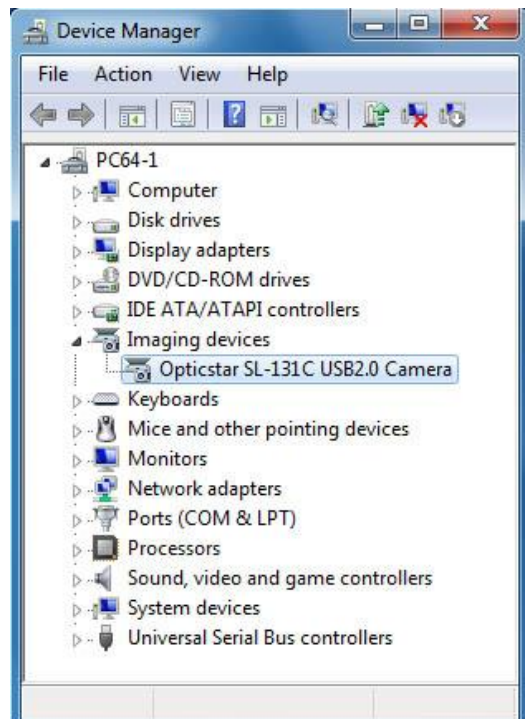 Device Manager
File Action View Help
PC64-1
Computer
Disk drives
Display adapters
DVD/CD-ROM drives
IDE ATA/ATAPI controllers
Imaging devices
Opticstar SL-131C USB2.0 Camera
Keyboards
Mice and other pointing devices
Monitors
Network adapters
Ports (COM & LPT)
Processors
Sound, video and game controllers
System devices
Universal Serial Bus controllers